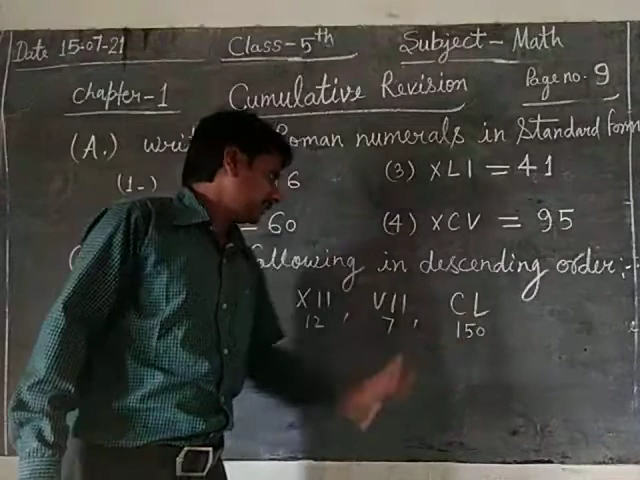 Date 15-07-21 Class-5th Subject- Math
Chapter-1 Cumulative Revision Page no. 9
(A.) writ Roman numerals in Standard form
(1-) 6 (3) XLI = 41
= 60 (4) XCV = 95
following in descending order:-
XII, VII, CL
12 7 150